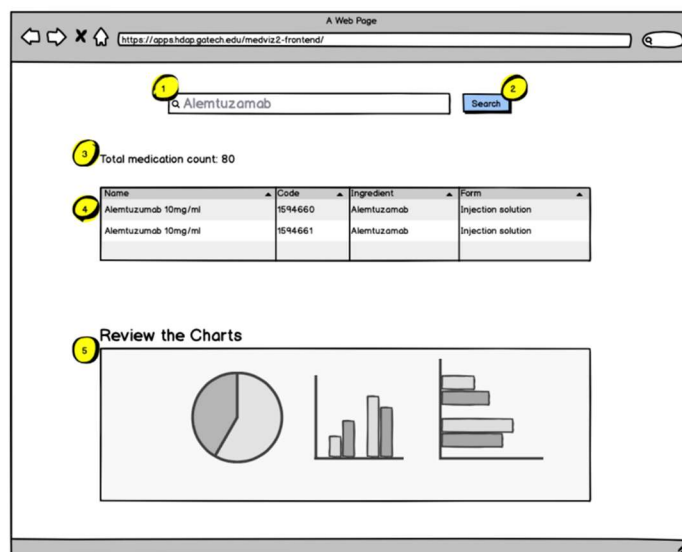 A Web Page
https://apps.hdap.gatech.edu/medviz2-frontend/
1
2
Alemtuzamab
Search
3
Total medication count: 80
Name Code Ingredient Form
4
Alemtuzumab 10mg/ml 1594660 Alemtuzamab Injection solution
Alemtuzumab 10mg/ml 1594661 Alemtuzamab Injection solution
Review the Charts
5